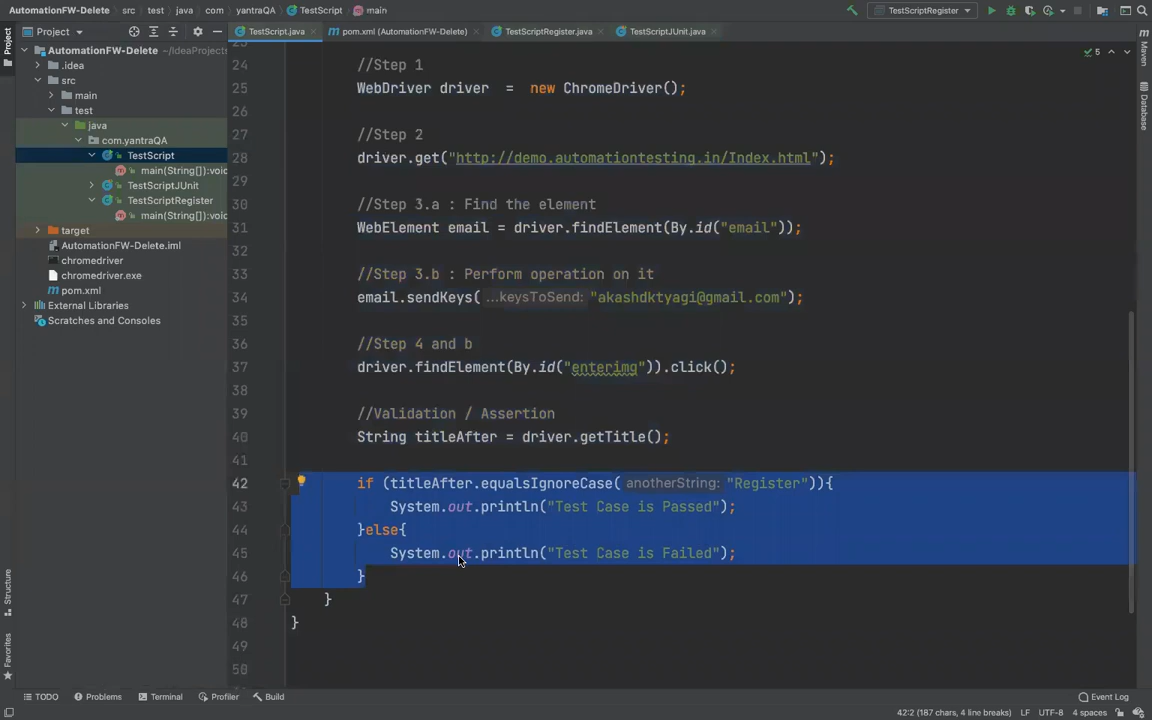 AutomationFW-Delete › src › test › java › com › yantraQA › TestScript › main
TestScriptRegister
Project
TestScript.java
pom.xml (AutomationFW-Delete)
TestScriptRegister.java
TestScriptJUnit.java
AutomationFW-Delete ~/IdeaProjects
.idea
src
main
test
java
com.yantraQA
TestScript
main(String[]):void
TestScriptJUnit
TestScriptRegister
main(String[]):void
target
AutomationFW-Delete.iml
chromedriver
chromedriver.exe
pom.xml
External Libraries
Scratches and Consoles
Project
Structure
Favorites
5
23
24 //Step 1
25 WebDriver driver  =  new ChromeDriver();
26
27 //Step 2
28 driver.get("http://demo.automationtesting.in/Index.html");
29
30 //Step 3.a : Find the element
31 WebElement email = driver.findElement(By.id("email"));
32
33 //Step 3.b : Perform operation on it
34 email.sendKeys( ...keysToSend: "akashdktyagi@gmail.com");
35
36 //Step 4 and b
37 driver.findElement(By.id("enterimg")).click();
38
39 //Validation / Assertion
40 String titleAfter = driver.getTitle();
41
42 if (titleAfter.equalsIgnoreCase( anotherString: "Register")){
43 System.out.println("Test Case is Passed");
44 }else{
45 System.out.println("Test Case is Failed");
46 }
47 }
48 }
49
50
Maven
Database
TODO
Problems
Terminal
Profiler
Build
Event Log
42:2 (187 chars, 4 line breaks)
LF
UTF-8
4 spaces